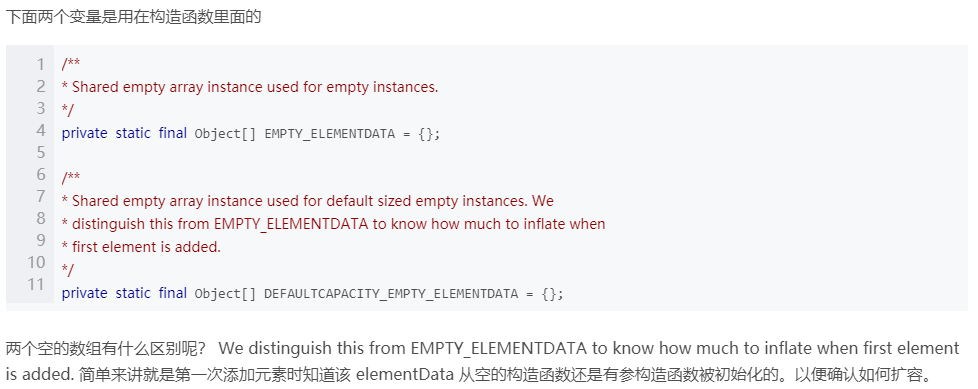 下面两个变量是用在构造函数里面的
1 /**
2 * Shared empty array instance used for empty instances.
3 */
4 private static final Object[] EMPTY_ELEMENTDATA = {};
5
6 /**
7 * Shared empty array instance used for default sized empty instances. We
8 * distinguish this from EMPTY_ELEMENTDATA to know how much to inflate when
9 * first element is added.
10 */
11 private static final Object[] DEFAULTCAPACITY_EMPTY_ELEMENTDATA = {};
两个空的数组有什么区别呢? We distinguish this from EMPTY_ELEMENTDATA to know how much to inflate when first element
is added. 简单来讲就是第一次添加元素时知道该 elementData 从空的构造函数还是有参构造函数被初始化的。以便确认如何扩容。